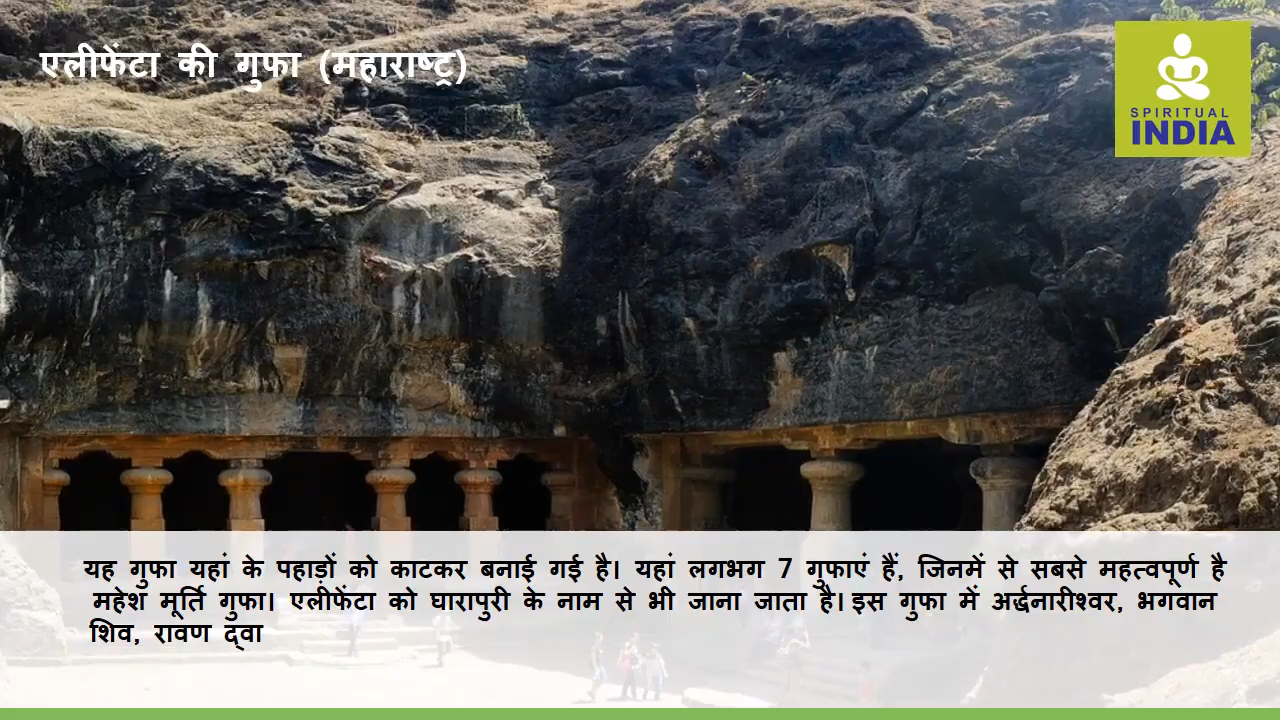 एलीफेंटा की गुफा (महाराष्ट्र)
SPIRITUAL
INDIA
यह गुफा यहां के पहाड़ों को काटकर बनाई गई है। यहां लगभग 7 गुफाएं हैं, जिनमें से सबसे महत्वपूर्ण है
महेश मूर्ति गुफा। एलीफेंटा को घारापुरी के नाम से भी जाना जाता है। इस गुफा में अर्द्धनारीश्वर, भगवान
शिव, रावण द्वा